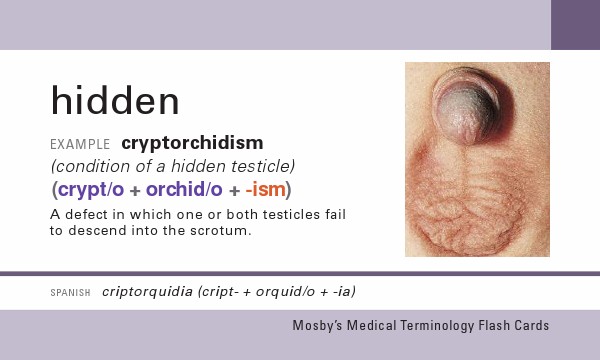 hidden
EXAMPLE cryptorchidism
(condition of a hidden testicle)
(crypt/o + orchid/o + -ism)
A defect in which one or both testicles fail
to descend into the scrotum.
SPANISH criptorquidia (cript- + orquid/o + -ia)
Mosby's Medical Terminology Flash Cards